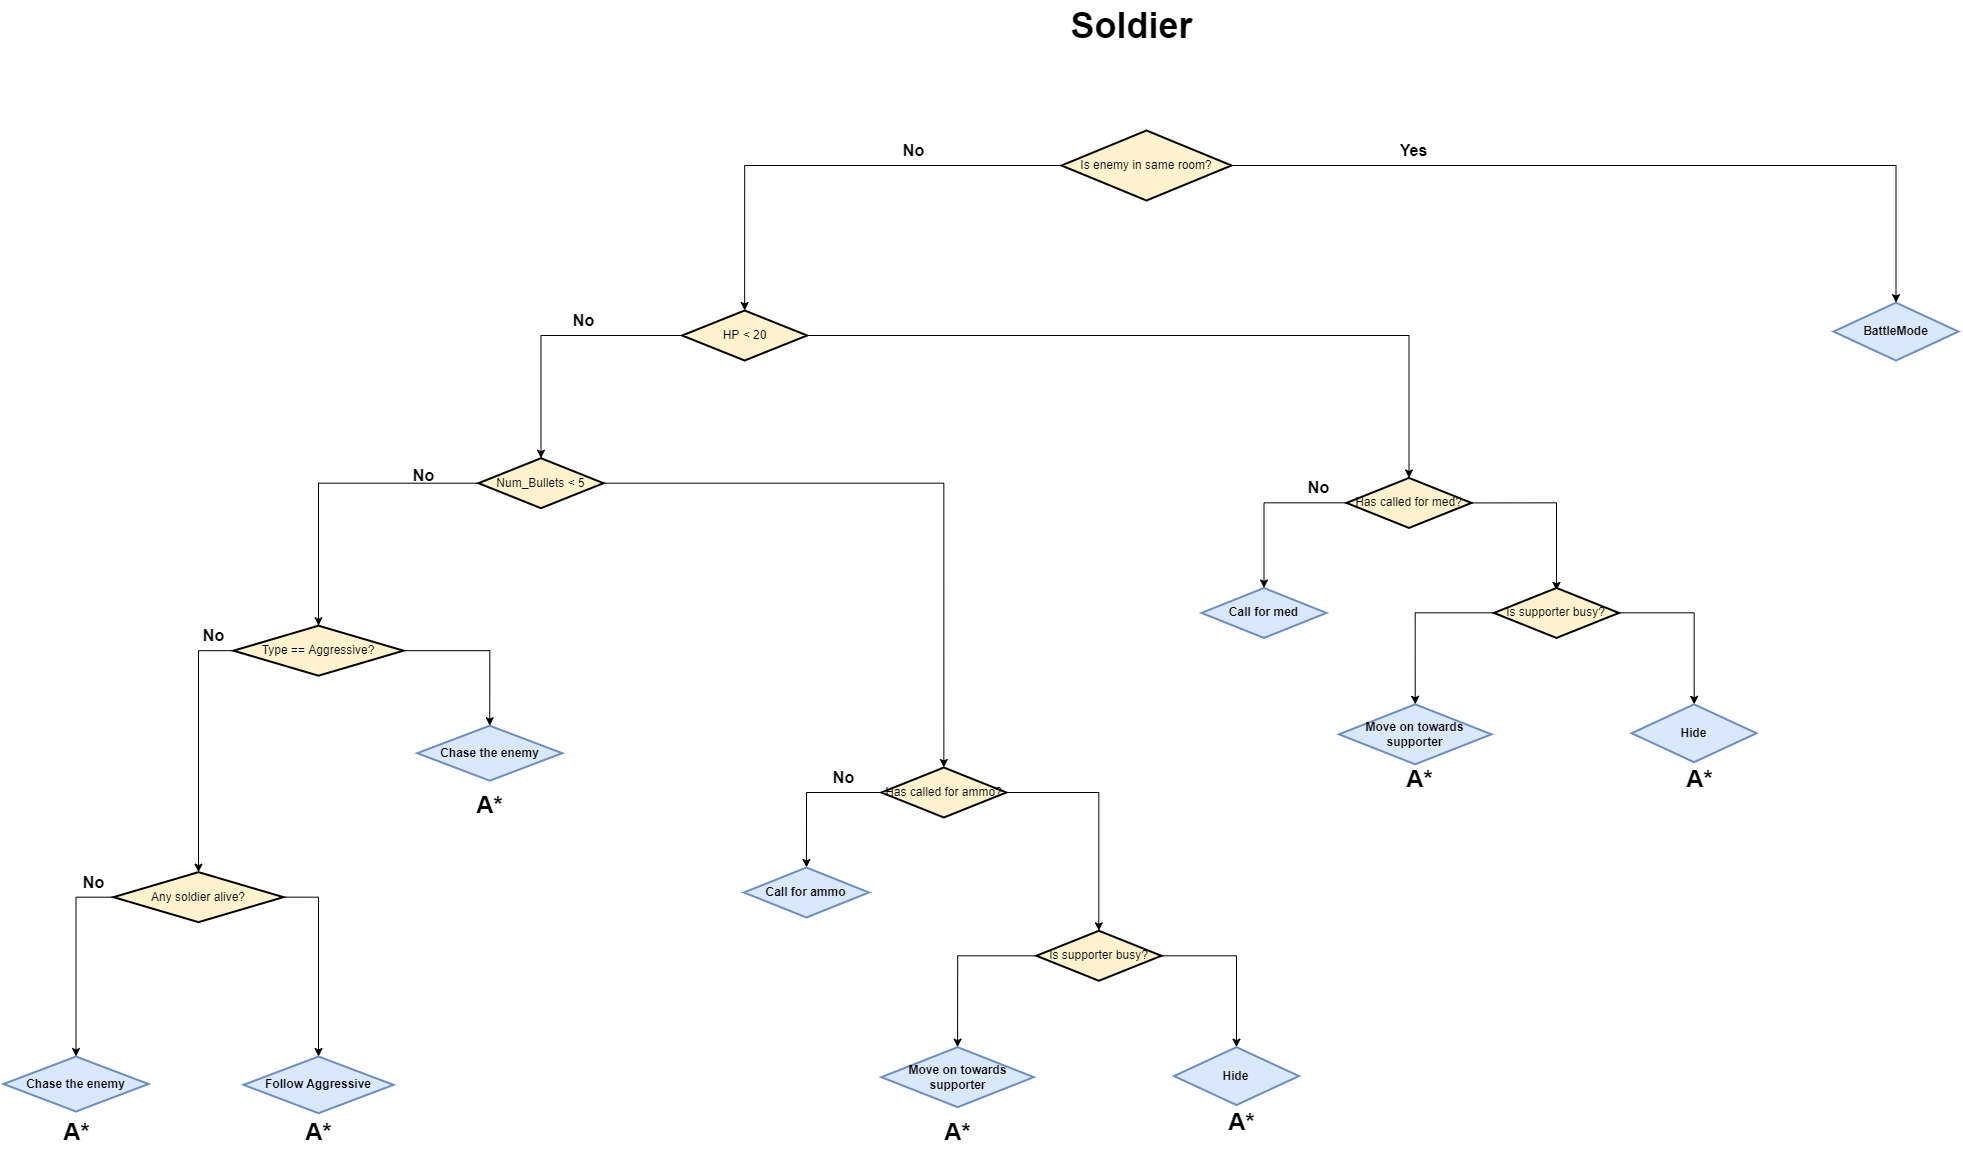 Soldier
No
Yes
Is enemy in same room?
No
HP < 20
BattleMode
No
Num_Bullets < 5
No
Has called for med?
Call for med
Is supporter busy?
No
Type == Aggressive?
Move on towards
supporter
Hide
A*
A*
Chase the enemy
A*
No
Has called for ammo?
Call for ammo
No
Any soldier alive?
Is supporter busy?
Chase the enemy
Follow Aggressive
Move on towards
supporter
Hide
A*
A*
A*
A*